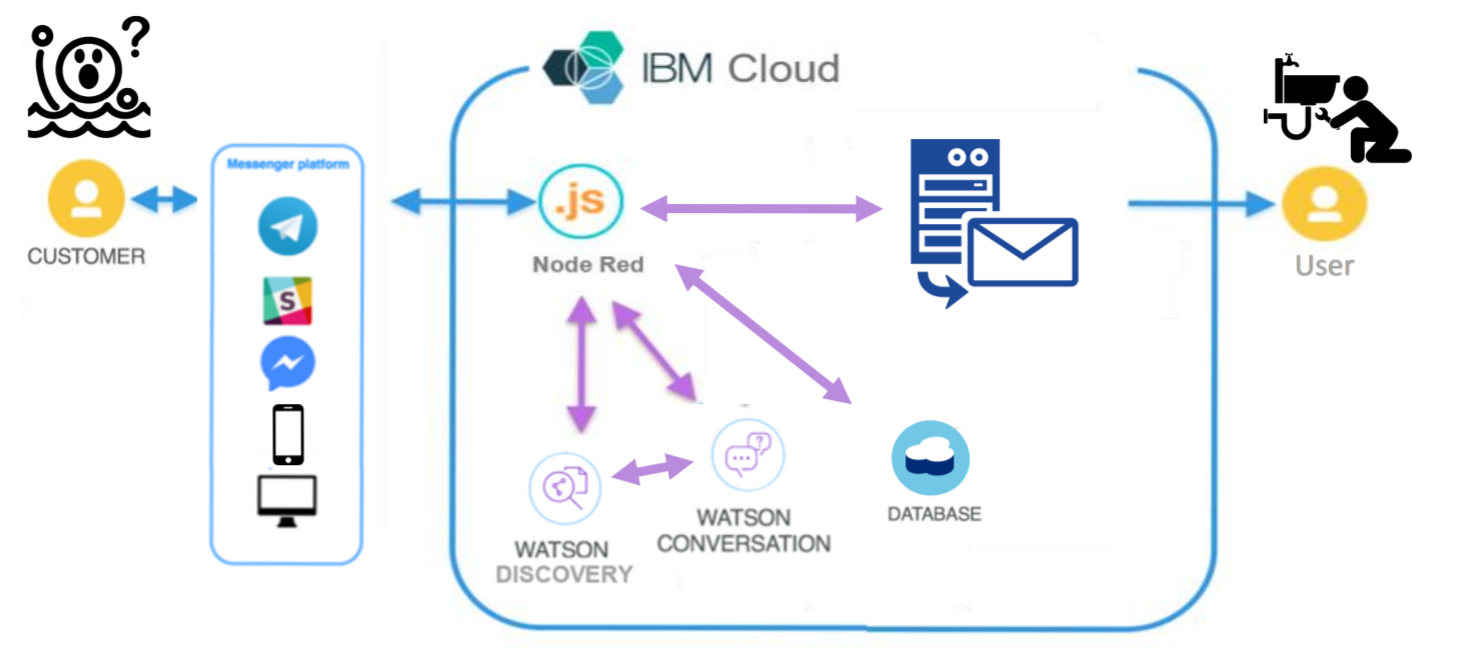 ?
IBM Cloud
Messenger platform
CUSTOMER
S
.js
Node Red
User
?
WATSON
DISCOVERY
WATSON
CONVERSATION
DATABASE